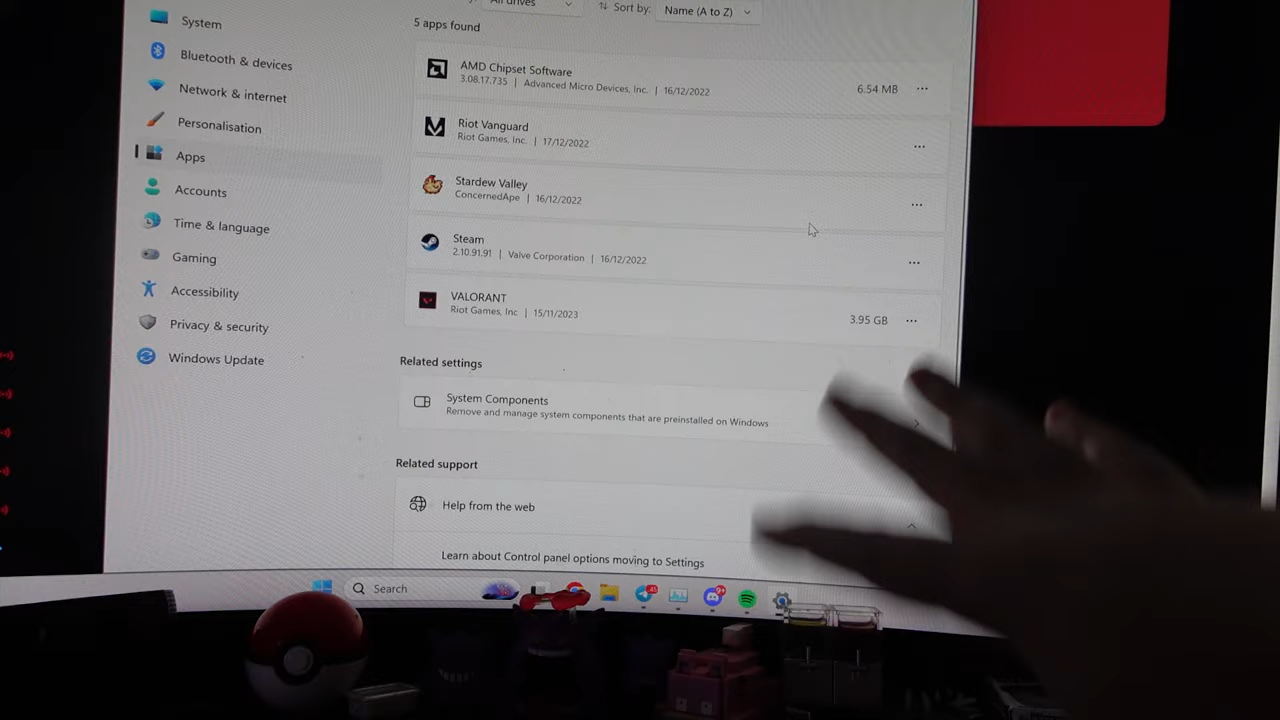 All drives
Sort by:
Name (A to Z)
5 apps found
System
Bluetooth & devices
Network & internet
Personalisation
Apps
Accounts
Time & language
Gaming
Accessibility
Privacy & security
Windows Update
AMD Chipset Software
3.08.17.735 | Advanced Micro Devices, Inc. | 16/12/2022
6.54 MB
Riot Vanguard
Riot Games, Inc. | 17/12/2022
Stardew Valley
ConcernedApe | 16/12/2022
Steam
2.10.91.91 | Valve Corporation | 16/12/2022
VALORANT
Riot Games, Inc | 15/11/2023
3.95 GB
Related settings
System Components
Remove and manage system components that are preinstalled on Windows
Related support
Help from the web
Learn about Control panel options moving to Settings
Search